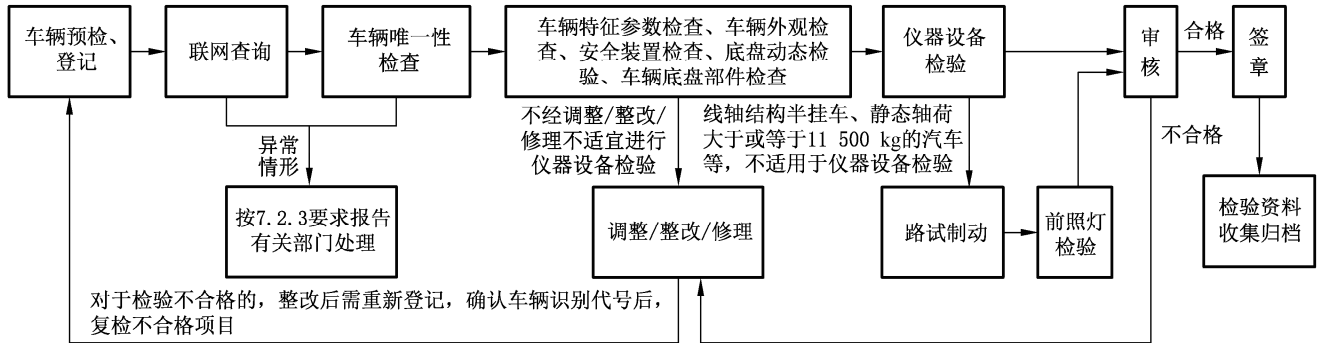 车辆预检、
登记
联网查询
车辆唯一性
检查
车辆特征参数检查、车辆外观检
查、安全装置检查、底盘动态检
验、车辆底盘部件检查
仪器设备
检验
审
核
合格
签
章
异常
情形
不经调整/整改/
修理不适宜进行
仪器设备检验
线轴结构半挂车、静态轴荷
大于或等于11 500 kg的汽车
等，不适用于仪器设备检验
不合格
按7.2.3要求报告
有关部门处理
调整/整改/修理
路试制动
前照灯
检验
检验资料
收集归档
对于检验不合格的，整改后需重新登记，确认车辆识别代号后，
复检不合格项目